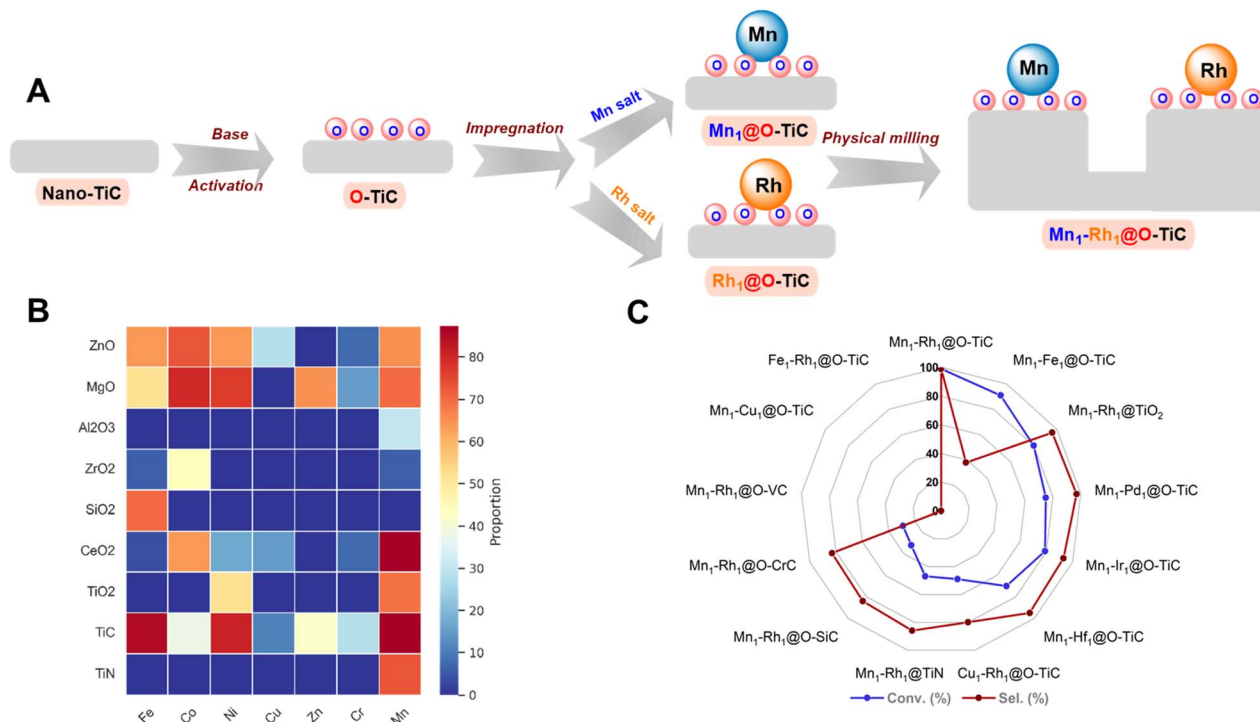 A
Nano-TiC
Base
Activation
O O O O
O-TiC
Impregnation
Mn salt
Rh salt
Mn
O O O O
Mn₁@O-TiC
Rh
O O O O
Rh₁@O-TiC
Physical milling
Mn
O O O O
Rh
O O O O
Mn₁-Rh₁@O-TiC
B
ZnO
MgO
Al2O3
ZrO2
SiO2
CeO2
TiO2
TiC
TiN
Fe Co Ni Cu Zn Cr Mn
80
70
60
50
40
30
20
10
0
Proportion
C
Mn₁-Rh₁@O-TiC
Mn₁-Fe₁@O-TiC
Mn₁-Rh@TiO₂
Mn₁-Pd₁@O-TiC
Mn₁-Ir₁@O-TiC
Mn₁-Hf₁@O-TiC
Cu₁-Rh₁@O-TiC
Mn₁-Rh₁@TiN
Mn₁-Rh₁@O-SiC
Mn₁-Rh₁@O-CrC
Mn₁-Rh₁@O-VC
Mn₁-Cu₁@O-TiC
Fe₁-Rh₁@O-TiC
100
80
60
40
20
0
Conv. (%) Sel. (%)